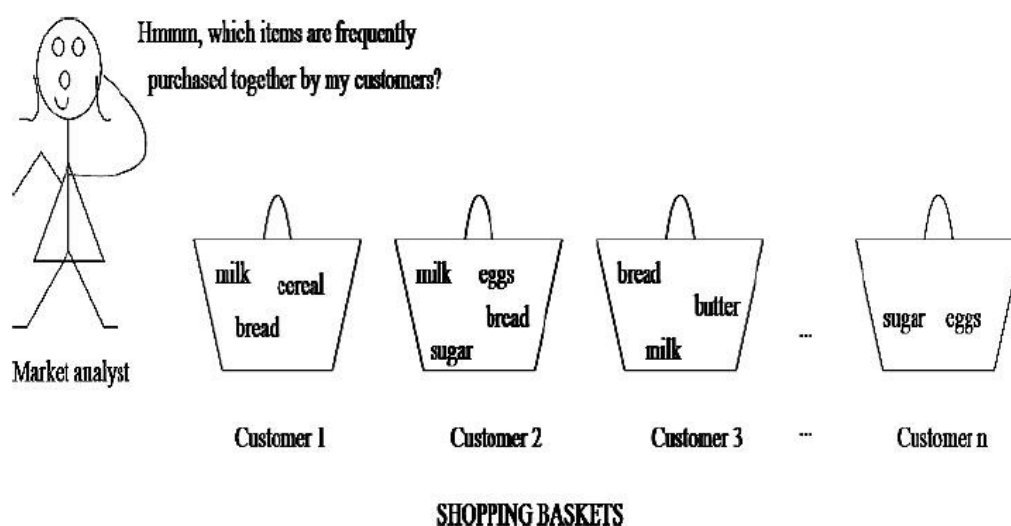 Hmmm, which items are frequently
purchased together by my customers?
milk
cereal
bread
milk eggs
bread
sugar
bread
butter
milk
...
sugar eggs
Market analyst
Customer 1
Customer 2
Customer 3
...
Customer n
SHOPPING BASKETS